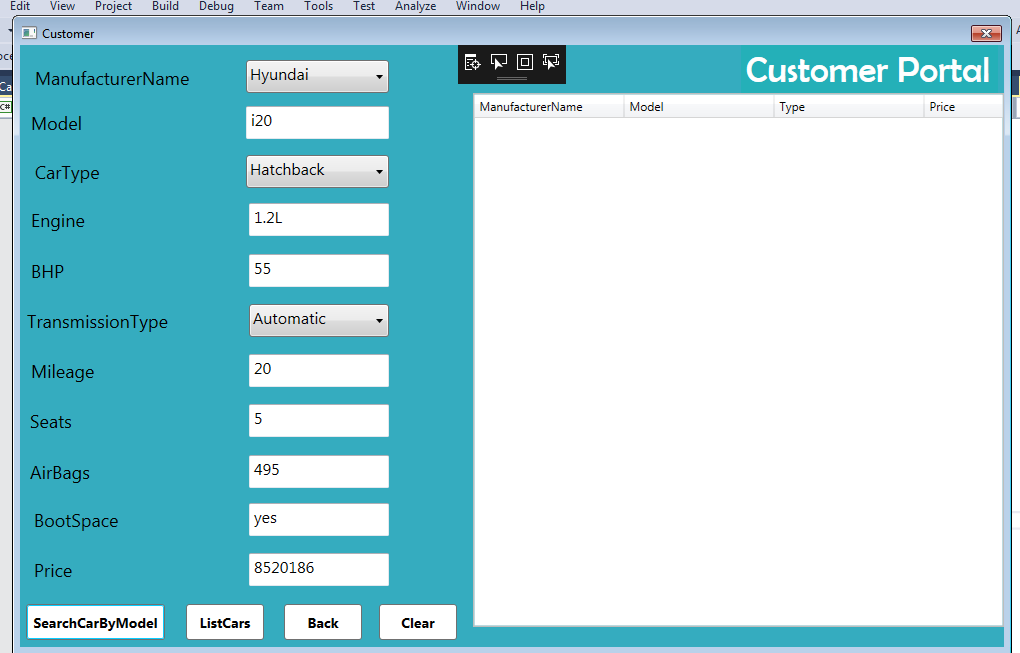 Edit View Project Build Debug Team Tools Test Analyze Window Help
Customer
Customer Portal
ManufacturerName Hyundai
Model i20
CarType Hatchback
Engine 1.2L
BHP 55
TransmissionType Automatic
Mileage 20
Seats 5
AirBags 495
BootSpace yes
Price 8520186
SearchCarByModel ListCars Back Clear
ManufacturerName Model Type Price